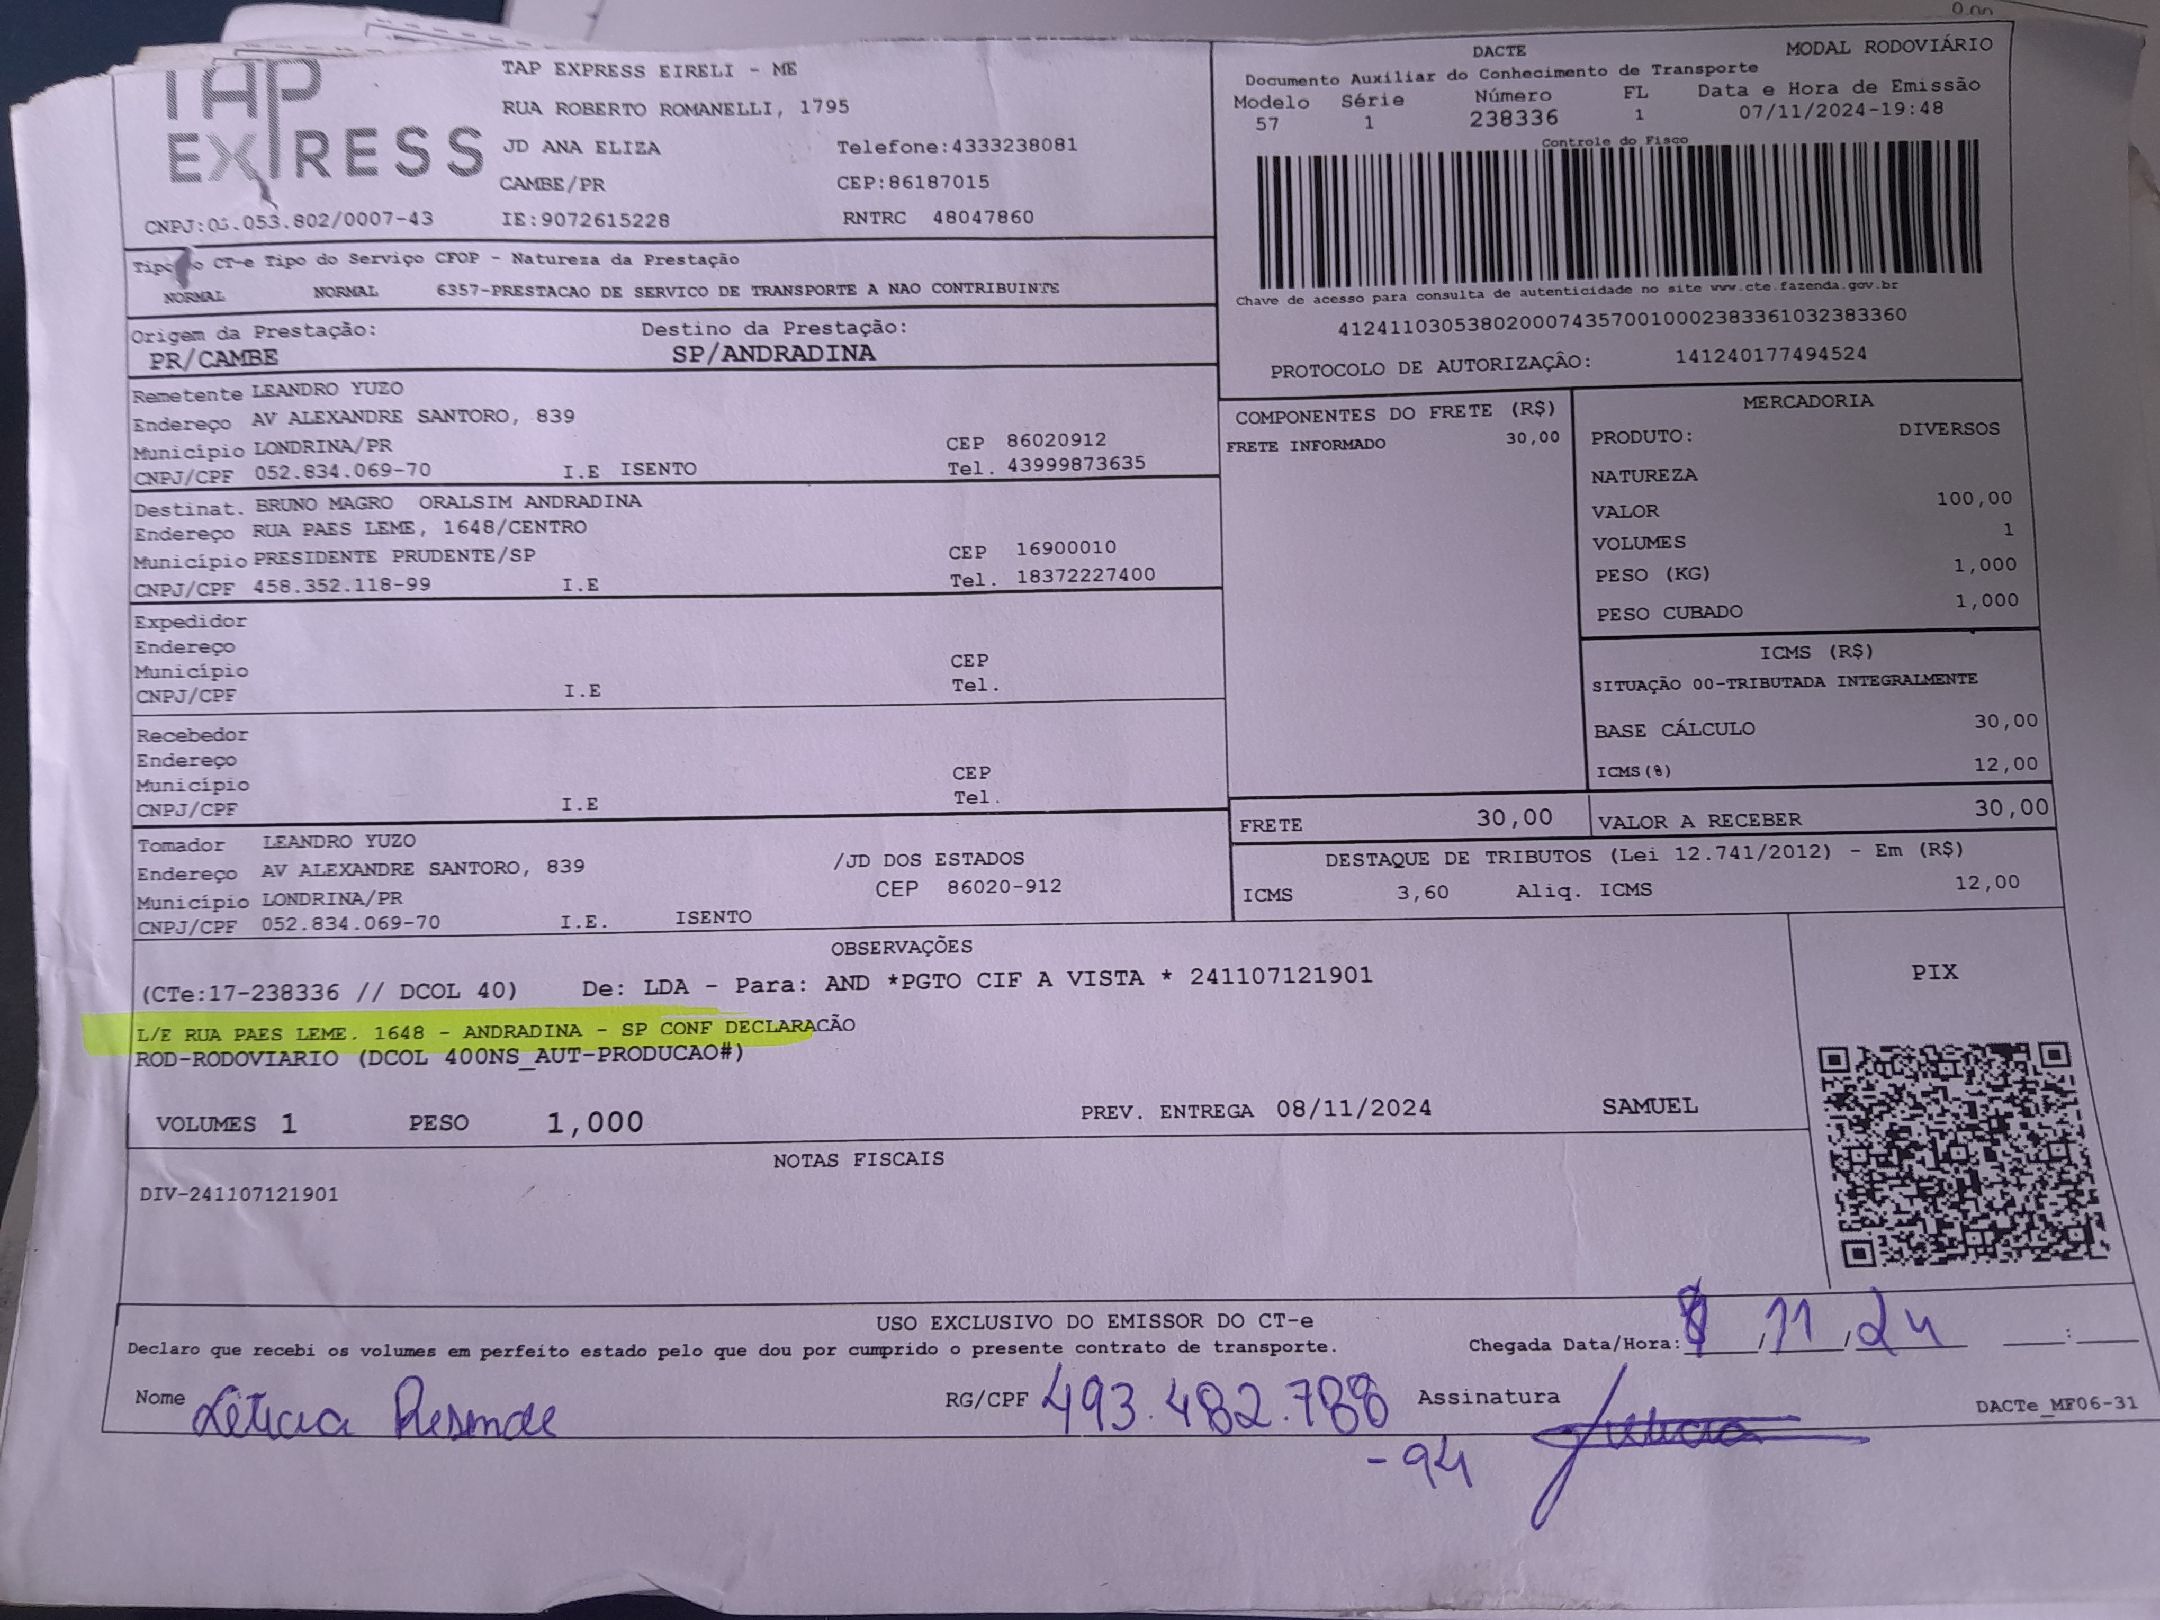 TAP EXPRESS
TAP EXPRESS EIRELI - ME
RUA ROBERTO ROMANELLI, 1795
JD ANA ELIZA Telefone:4333238081
CAMBE/PR CEP:86187015
CNPJ:03.053.802/0007-43 IE:9072615228 RNTRC 48047860
DACTE MODAL RODOVIÁRIO
Documento Auxiliar do Conhecimento de Transporte
Modelo Série Número FL Data e Hora de Emissão
57 1 238336 1 07/11/2024-19:48
Controle do Fisco
Chave de acesso para consulta de autenticidade no site www.cte.fazenda.gov.br
41241103053802000743570010002383361032383360
PROTOCOLO DE AUTORIZAÇÃO: 141240177494524
Tipo do CT-e Tipo do Serviço CFOP - Natureza da Prestação
NORMAL NORMAL 6357-PRESTACAO DE SERVICO DE TRANSPORTE A NAO CONTRIBUINTE
Origem da Prestação: Destino da Prestação:
PR/CAMBE SP/ANDRADINA
Remetente LEANDRO YUZO
Endereço AV ALEXANDRE SANTORO, 839
Município LONDRINA/PR CEP 86020912
CNPJ/CPF 052.834.069-70 I.E ISENTO Tel. 43999873635
Destinat. BRUNO MAGRO ORALSIM ANDRADINA
Endereço RUA PAES LEME, 1648/CENTRO
Município PRESIDENTE PRUDENTE/SP CEP 16900010
CNPJ/CPF 458.352.118-99 I.E Tel. 18372227400
Expedidor
Endereço
Município CEP
CNPJ/CPF I.E Tel.
Recebedor
Endereço
Município CEP
CNPJ/CPF I.E Tel.
Tomador LEANDRO YUZO
Endereço AV ALEXANDRE SANTORO, 839 /JD DOS ESTADOS
Município LONDRINA/PR CEP 86020-912
CNPJ/CPF 052.834.069-70 I.E. ISENTO
COMPONENTES DO FRETE (R$)
FRETE INFORMADO 30,00
MERCADORIA
PRODUTO: DIVERSOS
NATUREZA
VALOR 100,00
VOLUMES 1
PESO (KG) 1,000
PESO CUBADO 1,000
ICMS (R$)
SITUAÇÃO 00-TRIBUTADA INTEGRALMENTE
BASE CÁLCULO 30,00
ICMS(%) 12,00
FRETE 30,00 VALOR A RECEBER 30,00
DESTAQUE DE TRIBUTOS (Lei 12.741/2012) - Em (R$)
ICMS 3,60 Aliq. ICMS 12,00
OBSERVAÇÕES
(CTe:17-238336 // DCOL 40) De: LDA - Para: AND *PGTO CIF A VISTA * 241107121901
L/E RUA PAES LEME. 1648 - ANDRADINA - SP CONF DECLARACÃO
ROD-RODOVIARIO (DCOL 400NS_AUT-PRODUCAO#)
VOLUMES 1 PESO 1,000 PREV. ENTREGA 08/11/2024 SAMUEL
PIX
NOTAS FISCAIS
DIV-241107121901
USO EXCLUSIVO DO EMISSOR DO CT-e
Declaro que recebi os volumes em perfeito estado pelo que dou por cumprido o presente contrato de transporte. Chegada Data/Hora: 8/11/24 :
Nome Leticia Resende RG/CPF 493.482.788 Assinatura
-94
DACTe_MF06-31